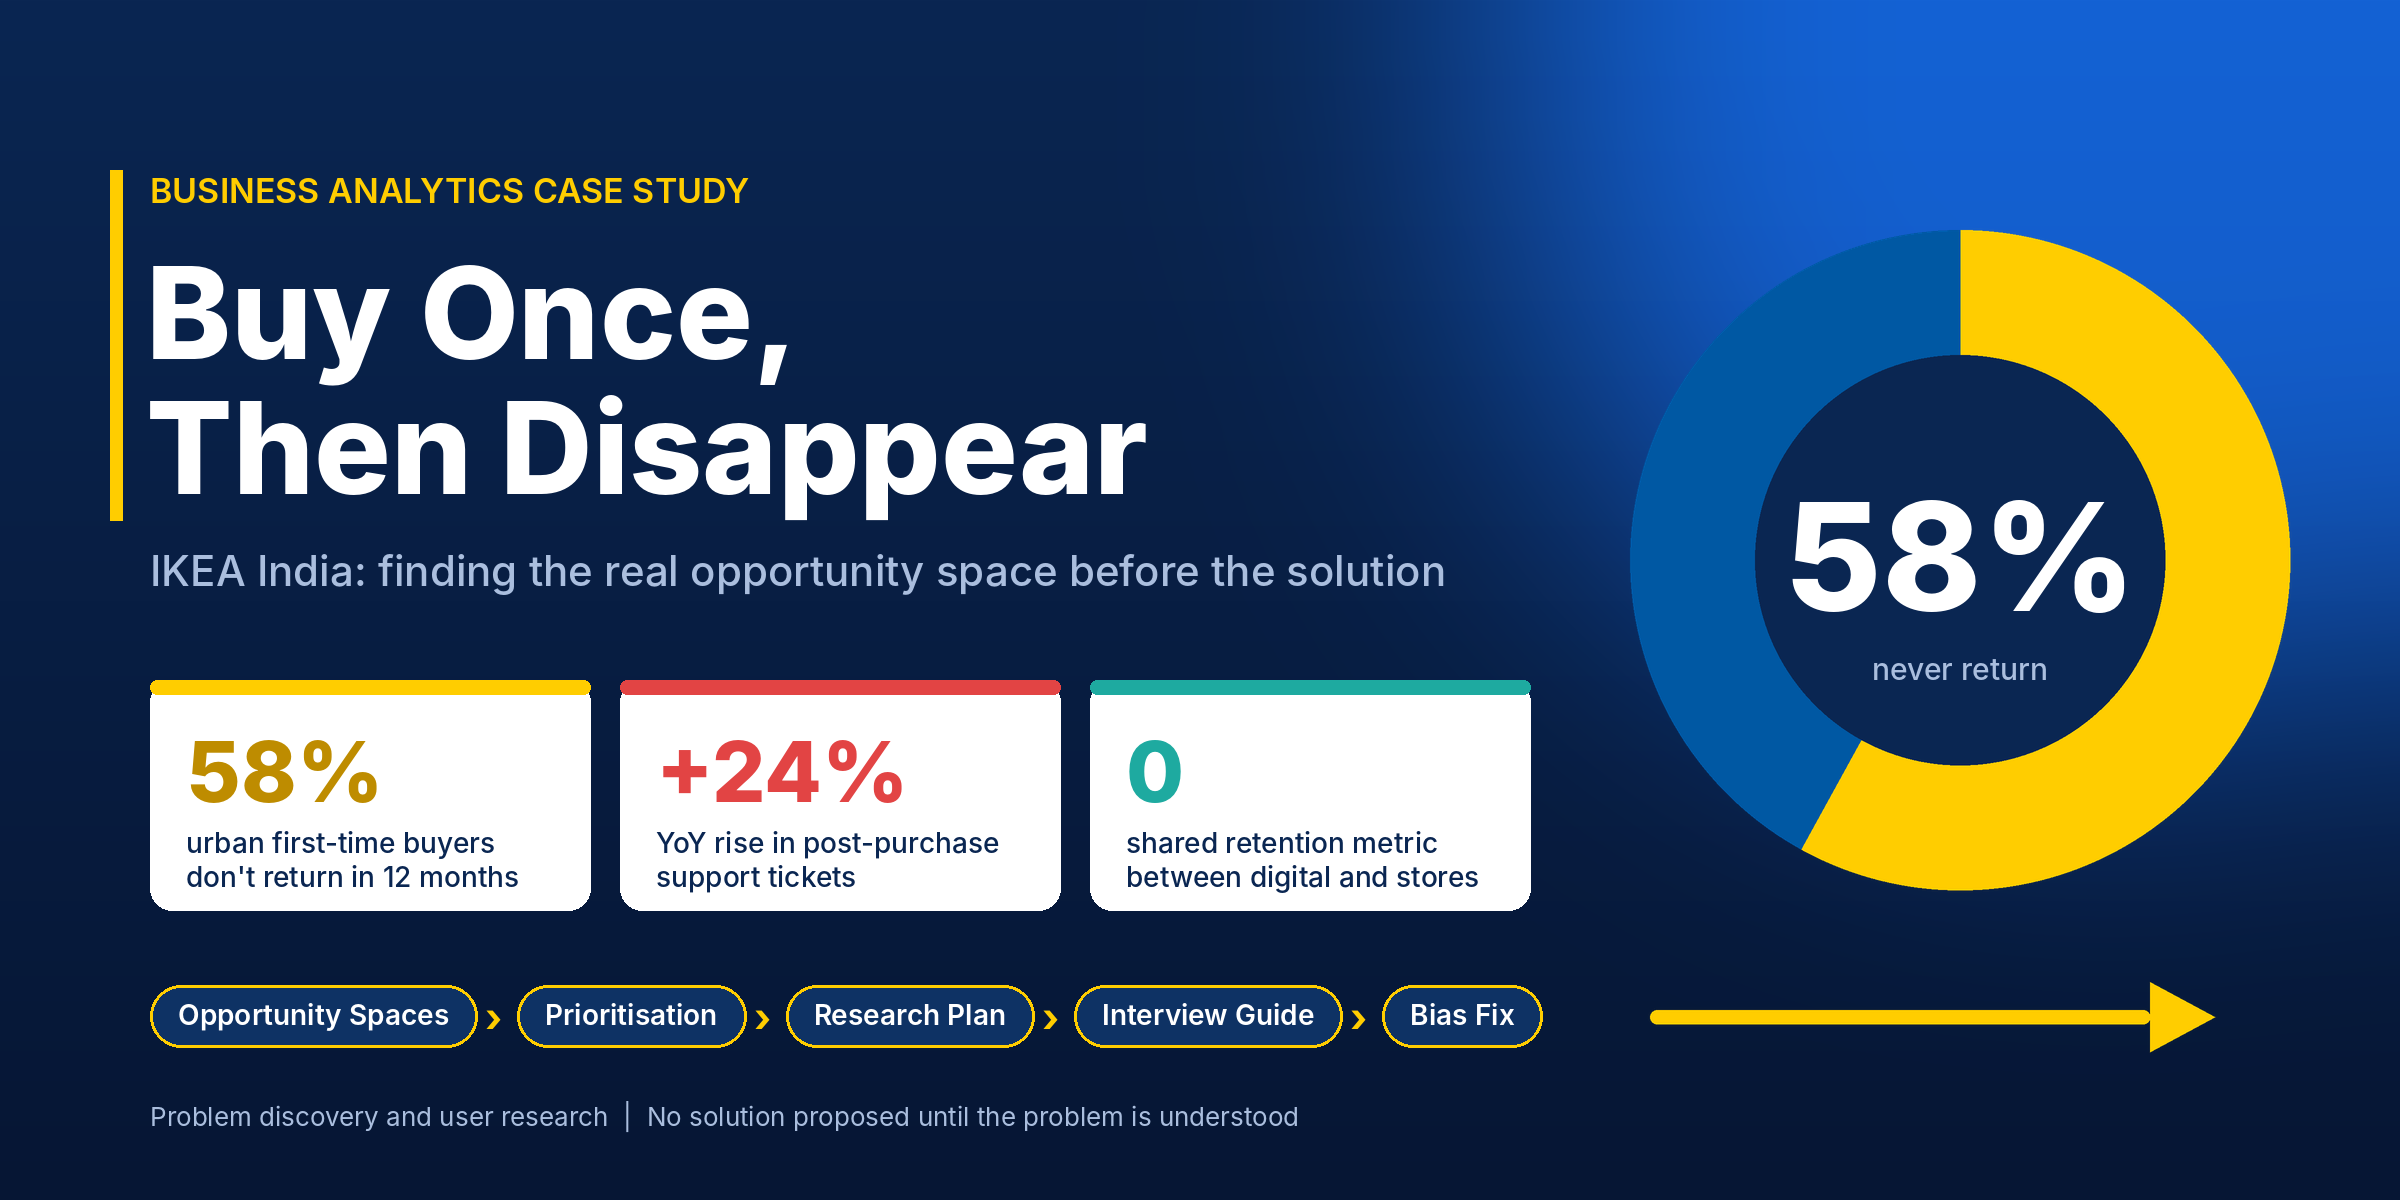 BUSINESS ANALYTICS CASE STUDY
Buy Once,
Then Disappear
IKEA India: finding the real opportunity space before the solution
58%
never return
58%
urban first-time buyers
don't return in 12 months
+24%
YoY rise in post-purchase
support tickets
0
shared retention metric
between digital and stores
Opportunity Spaces › Prioritisation › Research Plan › Interview Guide › Bias Fix
Problem discovery and user research | No solution proposed until the problem is understood